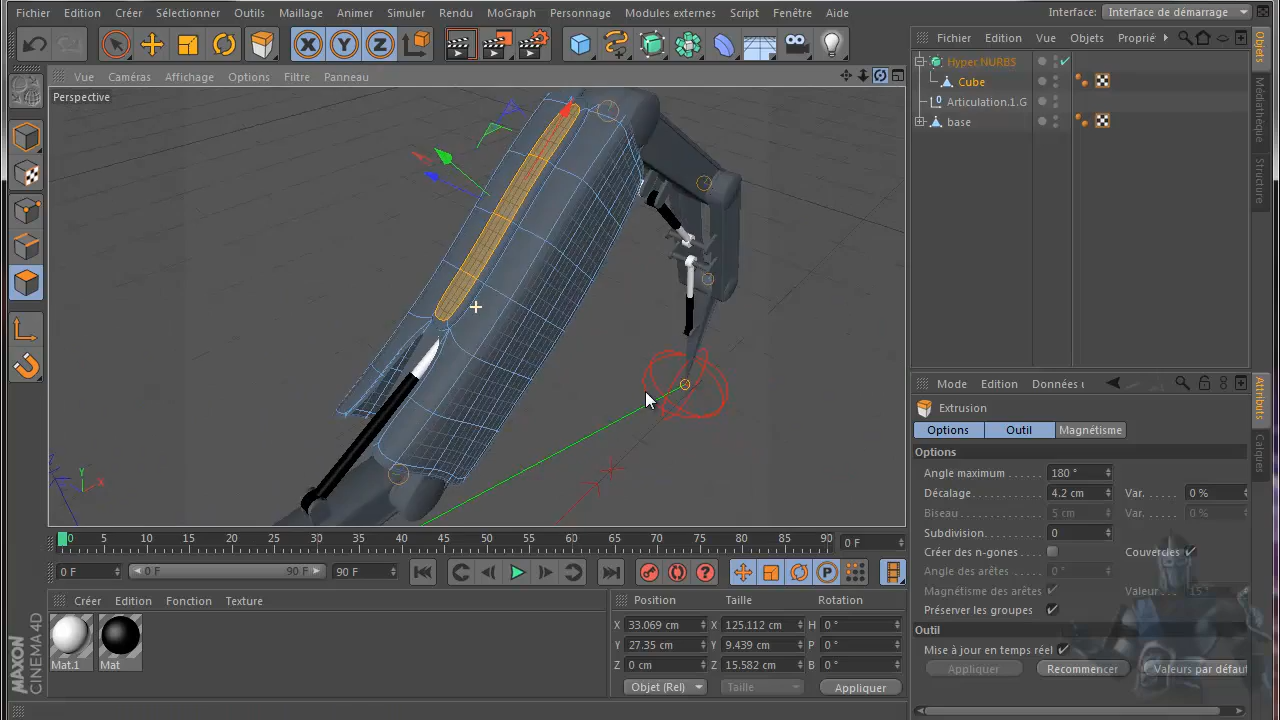 Fichier Edition Créer Sélectionner Outils Maillage Animer Simuler Rendu MoGraph Personnage Modules externes Script Fenêtre Aide Interface: Interface de démarrage
Vue Caméras Affichage Options Filtre Panneau
Perspective
Fichier Edition Vue Objets Proprié
Hyper NURBS
Cube
Articulation.1.G
base
Objets
Médiathèque
Structure
X Y Z
Y X
Mode Edition Données
Extrusion
Options Outil Magnétisme
Options
Angle maximum 180 °
Décalage 4.2 cm Var. 0 %
Biseau 5 cm Var. 0 %
Subdivision 0
Créer des n-gones Couvercles
Angle des arêtes 0 °
Magnétisme des arêtes Valeur 15 °
Préserver les groupes
Outil
Mise à jour en temps réel
Appliquer Recommencer Valeurs par défaut
Attributs
Calques
0 5 10 15 20 25 30 35 40 45 50 55 60 65 70 75 80 85 90 0 F
0 F 0 F 90 F 90 F
Créer Edition Fonction Texture
Mat.1 Mat
Position Taille Rotation
X 33.069 cm X 125.112 cm H 0 °
Y 27.35 cm Y 9.439 cm P 0 °
Z 0 cm Z 15.582 cm B 0 °
Objet (Rel) Taille Appliquer
MAXON
CINEMA 4D